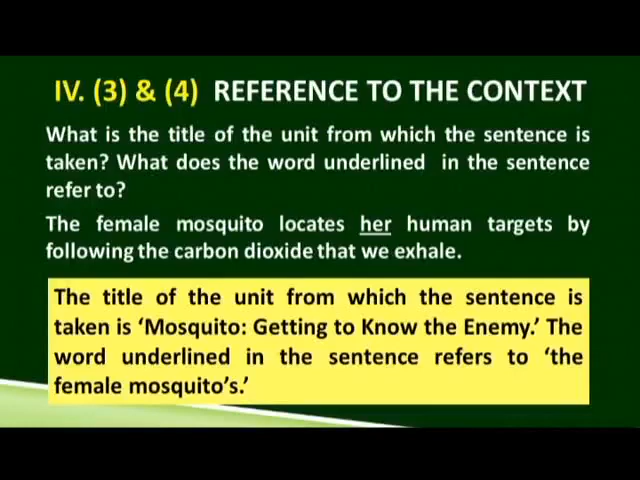 IV. (3) & (4) REFERENCE TO THE CONTEXT
What is the title of the unit from which the sentence is
taken? What does the word underlined in the sentence
refer to?
The female mosquito locates her human targets by
following the carbon dioxide that we exhale.
The title of the unit from which the sentence is
taken is ‘Mosquito: Getting to Know the Enemy.’ The
word underlined in the sentence refers to ‘the
female mosquito’s.’